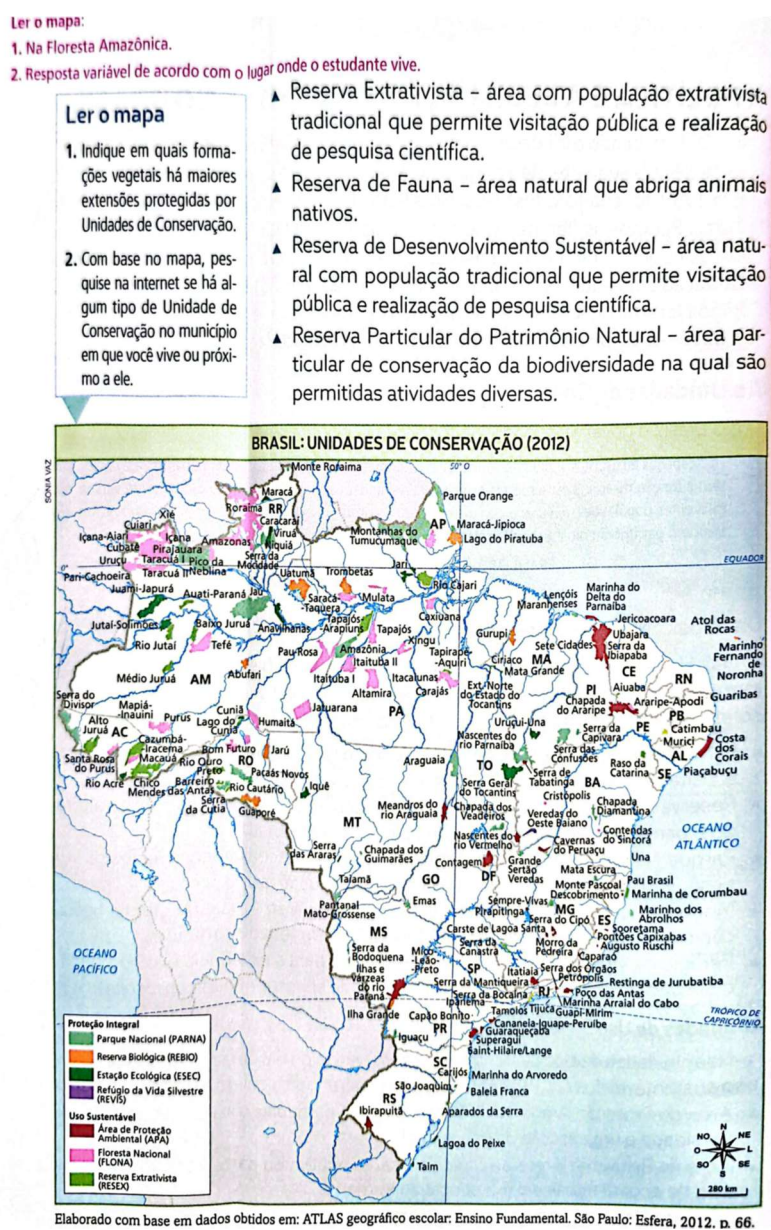 Ler o mapa:
1. Na Floresta Amazônica.
2. Resposta variável de acordo com o lugar onde o estudante vive.
Ler o mapa
1. Indique em quais forma-
ções vegetais há maiores
extensões protegidas por
Unidades de Conservação.
2. Com base no mapa, pes-
quise na internet se há al-
gum tipo de Unidade de
Conservação no município
em que você vive ou próxi-
mo a ele.
▲ Reserva Extrativista – área com população extrativista
tradicional que permite visitação pública e realização
de pesquisa científica.
▲ Reserva de Fauna – área natural que abriga animais
nativos.
▲ Reserva de Desenvolvimento Sustentável – área natu-
ral com população tradicional que permite visitação
pública e realização de pesquisa científica.
▲ Reserva Particular do Patrimônio Natural – área par-
ticular de conservação da biodiversidade na qual são
permitidas atividades diversas.
BRASIL: UNIDADES DE CONSERVAÇÃO (2012)
SONIA VAZ
Monte Roraima
50° O
Maracá
Parque Orange
Roraima
RR
Xié
Caracaraí
AP
Maracá-Jipioca
Cuiari
Viruá
Montanhas do
Tumucumaque
Lago do Piratuba
Içana-Aiari
Içana
Amazonas
Niquiá
Cubaté
Pirajauara
Serra da
Mocidade
Jari
EQUADOR
0°
Uruçu
Taracuá I
Pico da
Neblina
Uatumã
Trombetas
Rio Cajari
Pari-Cachoeira
Taracuá II
Juami-Japurá
Auati-Paraná
Jaú
Saracá
-Taquera
Mulata
Lençóis
Maranhenses
Marinha do
Delta do
Parnaíba
Jutaí-Solimões
Baixo Juruá
Anavilhanas
Tapajós
-Arapiuns
Tapajós
Caxiuana
Jericoacoara
Atol das
Rocas
Rio Jutaí
Tefé
Pau-Rosa
Amazônia
Xingu
Gurupi
Sete Cidades
Ubajara
Serra da
Ibiapaba
Marinho
Fernando
de
Noronha
Itaituba II
Tapirapé
-Aquiri
Ciriaco
MA
Mata Grande
CE
RN
Médio Juruá
AM
Abufari
Itaituba I
Itacaiunas
Carajás
Ext. Norte
do Estado do
Tocantins
PI
Aiuaba
Guaribas
Serra do
Divisor
Altamira
Chapada
do Araripe
Araripe-Apodi
Mapiá-
Inauini
Cuniã
Jatuarana
PA
PB
Alto
Juruá
AC
Purus
Lago do
Cuniã
Humaitá
Uruçuí-Una
PE
Catimbau
Cazumbá-
Iracema
Bom Futuro
Jarú
Nascentes do
rio Parnaíba
Serra da
Capivara
Murici
Costa
dos
Corais
Santa Rosa
do Purus
Macauã
Rio Ouro
Preto
RO
Araguaia
TO
Serra das
Confusões
Raso da
Catarina
AL
Pacaás Novos
Serra de
Tabatinga
BA
SE
Piaçabuçu
Rio Acre
Chico
Mendes
Barreiro
das Antas
Rio Cautário
Iquê
Serra Geral
do Tocantins
Cristópolis
Serra
da Cutia
Guaporé
Meandros do
rio Araguaia
Chapada dos
Veadeiros
Veredas do
Oeste Baiano
Chapada
Diamantina
MT
Contendas
do Sincorá
OCEANO
ATLÂNTICO
Serra
das Araras
Chapada dos
Guimarães
Nascentes do
rio Vermelho
Cavernas
do Peruaçu
Una
Contagem
DF
Grande
Sertão
Veredas
Mata Escura
Taiamã
GO
Pau Brasil
Monte Pascoal
Descobrimento
Marinha de Corumbau
Pantanal
Mato-Grossense
Emas
Sempre-Vivas
Pirapitinga
MG
Marinho dos
Abrolhos
MS
Serra do Cipó
ES
Sooretama
Carste de Lagoa Santa
Pontões Capixabas
OCEANO
PACÍFICO
Serra da
Bodoquena
Mico
-Leão
-Preto
Serra da
Canastra
Morro da
Pedreira
Augusto Ruschi
Caparaó
Ilhas e
várzeas
do rio
Paraná
SP
Itatiaia
Serra dos Órgãos
Serra da Mantiqueira
Petrópolis
Restinga de Jurubatiba
Serra da Bocaina
RJ
Poço das Antas
Ipanema
Marinha Arraial do Cabo
Ilha Grande
Capão Bonito
Tamoios
Tijuca
Guapi-Mirim
TRÓPICO DE
CAPRICÓRNIO
PR
Cananeia-Iguape-Peruíbe
Guaraqueçaba
Iguaçu
Superagui
Saint-Hilaire/Lange
SC
Carijós
Marinha do Arvoredo
São Joaquim
Baleia Franca
RS
Ibirapuitã
Aparados da Serra
Lagoa do Peixe
Taim
Proteção Integral
Parque Nacional (PARNA)
Reserva Biológica (REBIO)
Estação Ecológica (ESEC)
Refúgio da Vida Silvestre
(REVIS)
Uso Sustentável
Área de Proteção
Ambiental (APA)
Floresta Nacional
(FLONA)
Reserva Extrativista
(RESEX)
N
NO
NE
O
L
SO
SE
S
280 km
Elaborado com base em dados obtidos em: ATLAS geográfico escolar: Ensino Fundamental. São Paulo: Esfera, 2012. p. 66.